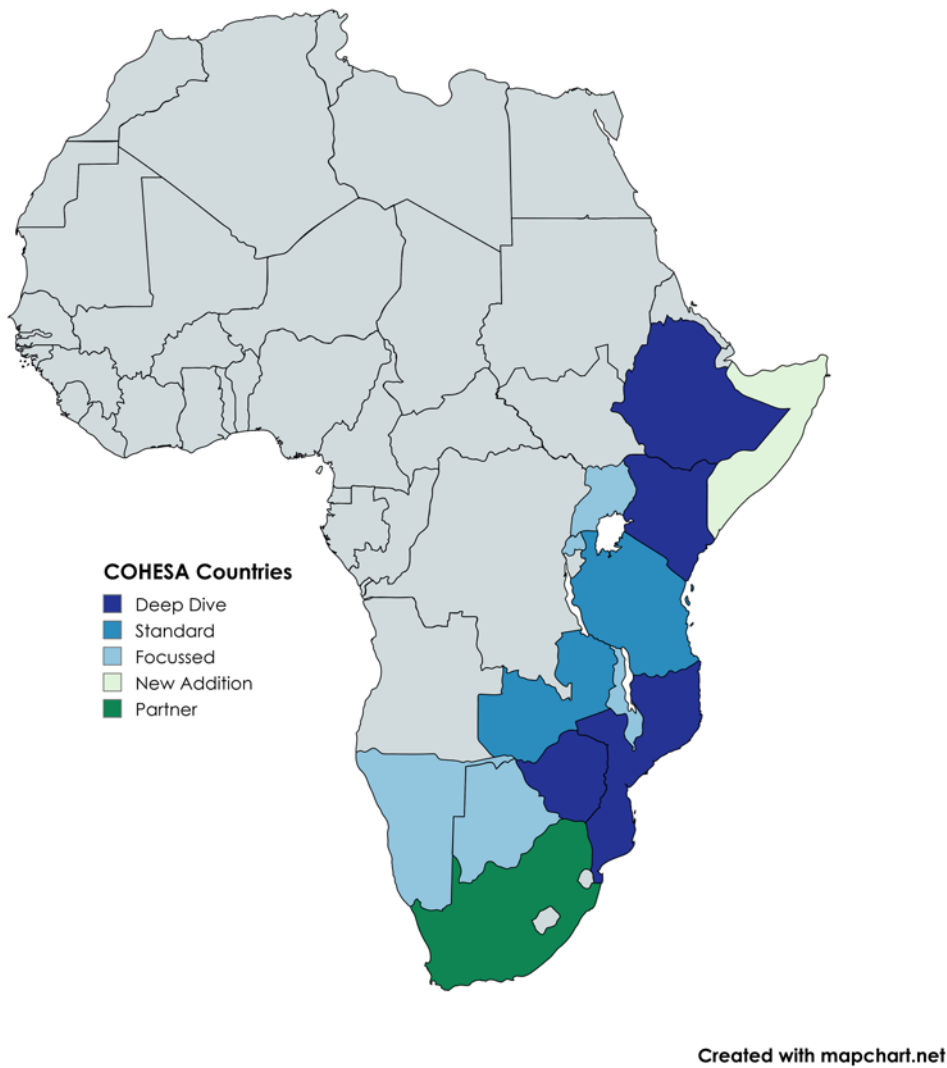 COHESA Countries
Deep Dive
Standard
Focussed
New Addition
Partner
Created with mapchart.net